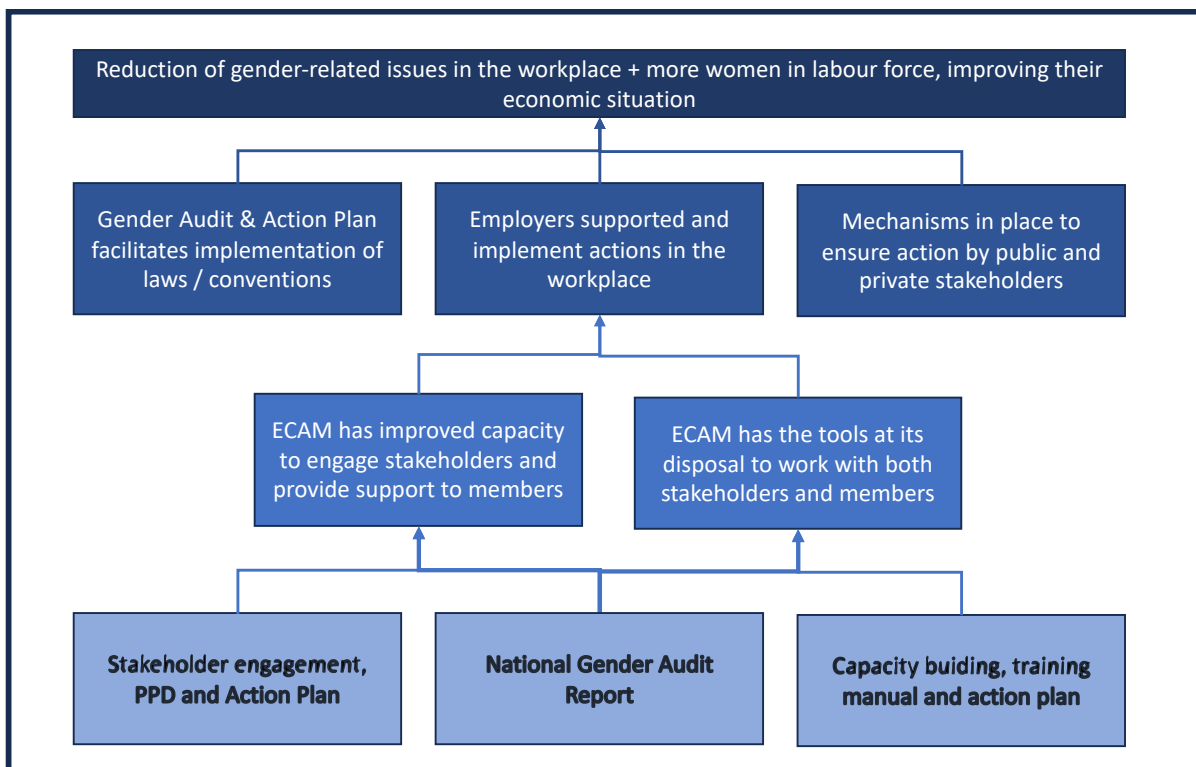 Reduction of gender-related issues in the workplace + more women in labour force, improving their
economic situation
Gender Audit & Action Plan
facilitates implementation of
laws / conventions
Employers supported and
implement actions in the
workplace
Mechanisms in place to
ensure action by public and
private stakeholders
ECAM has improved capacity
to engage stakeholders and
provide support to members
ECAM has the tools at its
disposal to work with both
stakeholders and members
Stakeholder engagement,
PPD and Action Plan
National Gender Audit
Report
Capacity buiding, training
manual and action plan